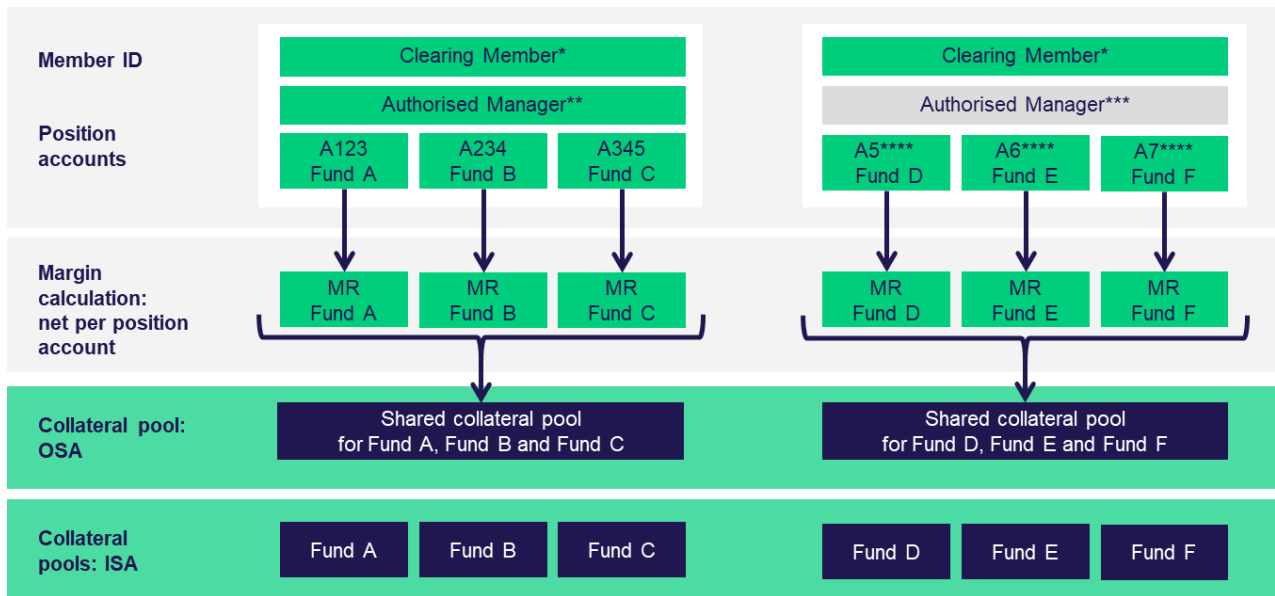 Member ID
Clearing Member*
Clearing Member*
Authorised Manager**
Authorised Manager***
Position
accounts
A123
Fund A
A234
Fund B
A345
Fund C
A5****
Fund D
A6****
Fund E
A7****
Fund F
Margin
calculation:
net per position
account
MR
Fund A
MR
Fund B
MR
Fund C
MR
Fund D
MR
Fund E
MR
Fund F
Collateral pool:
OSA
Shared collateral pool
for Fund A, Fund B and Fund C
Shared collateral pool
for Fund D, Fund E and Fund F
Collateral
pools: ISA
Fund A
Fund B
Fund C
Fund D
Fund E
Fund F